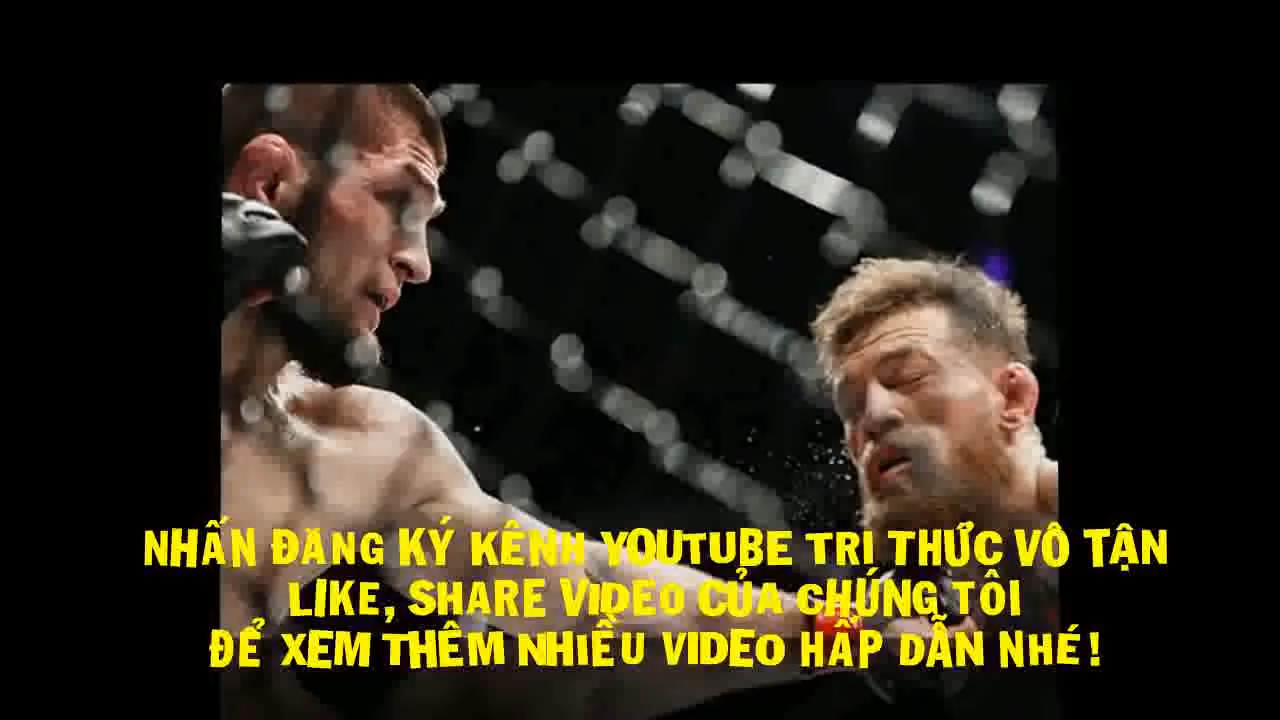 NHẤN ĐĂNG KÝ KÊNH YOUTUBE TRI THỨC VÔ TẬN
LIKE, SHARE VIDEO CỦA CHÚNG TÔI
ĐỂ XEM THÊM NHIỀU VIDEO HẤP DẪN NHÉ!